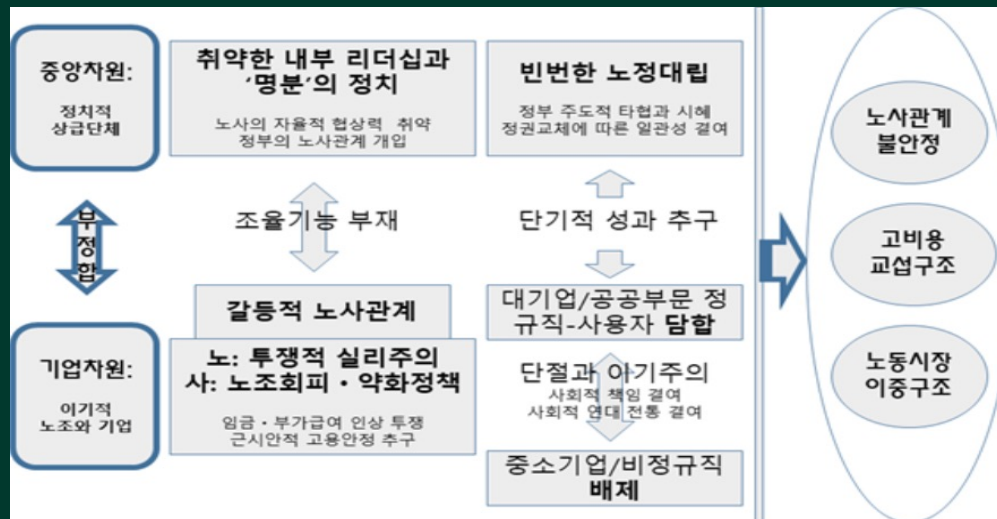 중앙차원:
정치적
상급단체
부정합
기업차원:
이기적
노조와 기업
취약한 내부 리더십과
‘명분’의 정치
노사의 자율적 협상력 취약
정부의 노사관계 개입
조율기능 부재
갈등적 노사관계
노: 투쟁적 실리주의
사: 노조회피・약화정책
임금・부가급여 인상 투쟁
근시안적 고용안정 추구
빈번한 노정대립
정부 주도적 타협과 시혜
정권교체에 따른 일관성 결여
단기적 성과 추구
대기업/공공부문 정
규직-사용자 담합
단절과 이기주의
사회적 책임 결여
사회적 연대 전통 결여
중소기업/비정규직
배제
노사관계
불안정
고비용
교섭구조
노동시장
이중구조